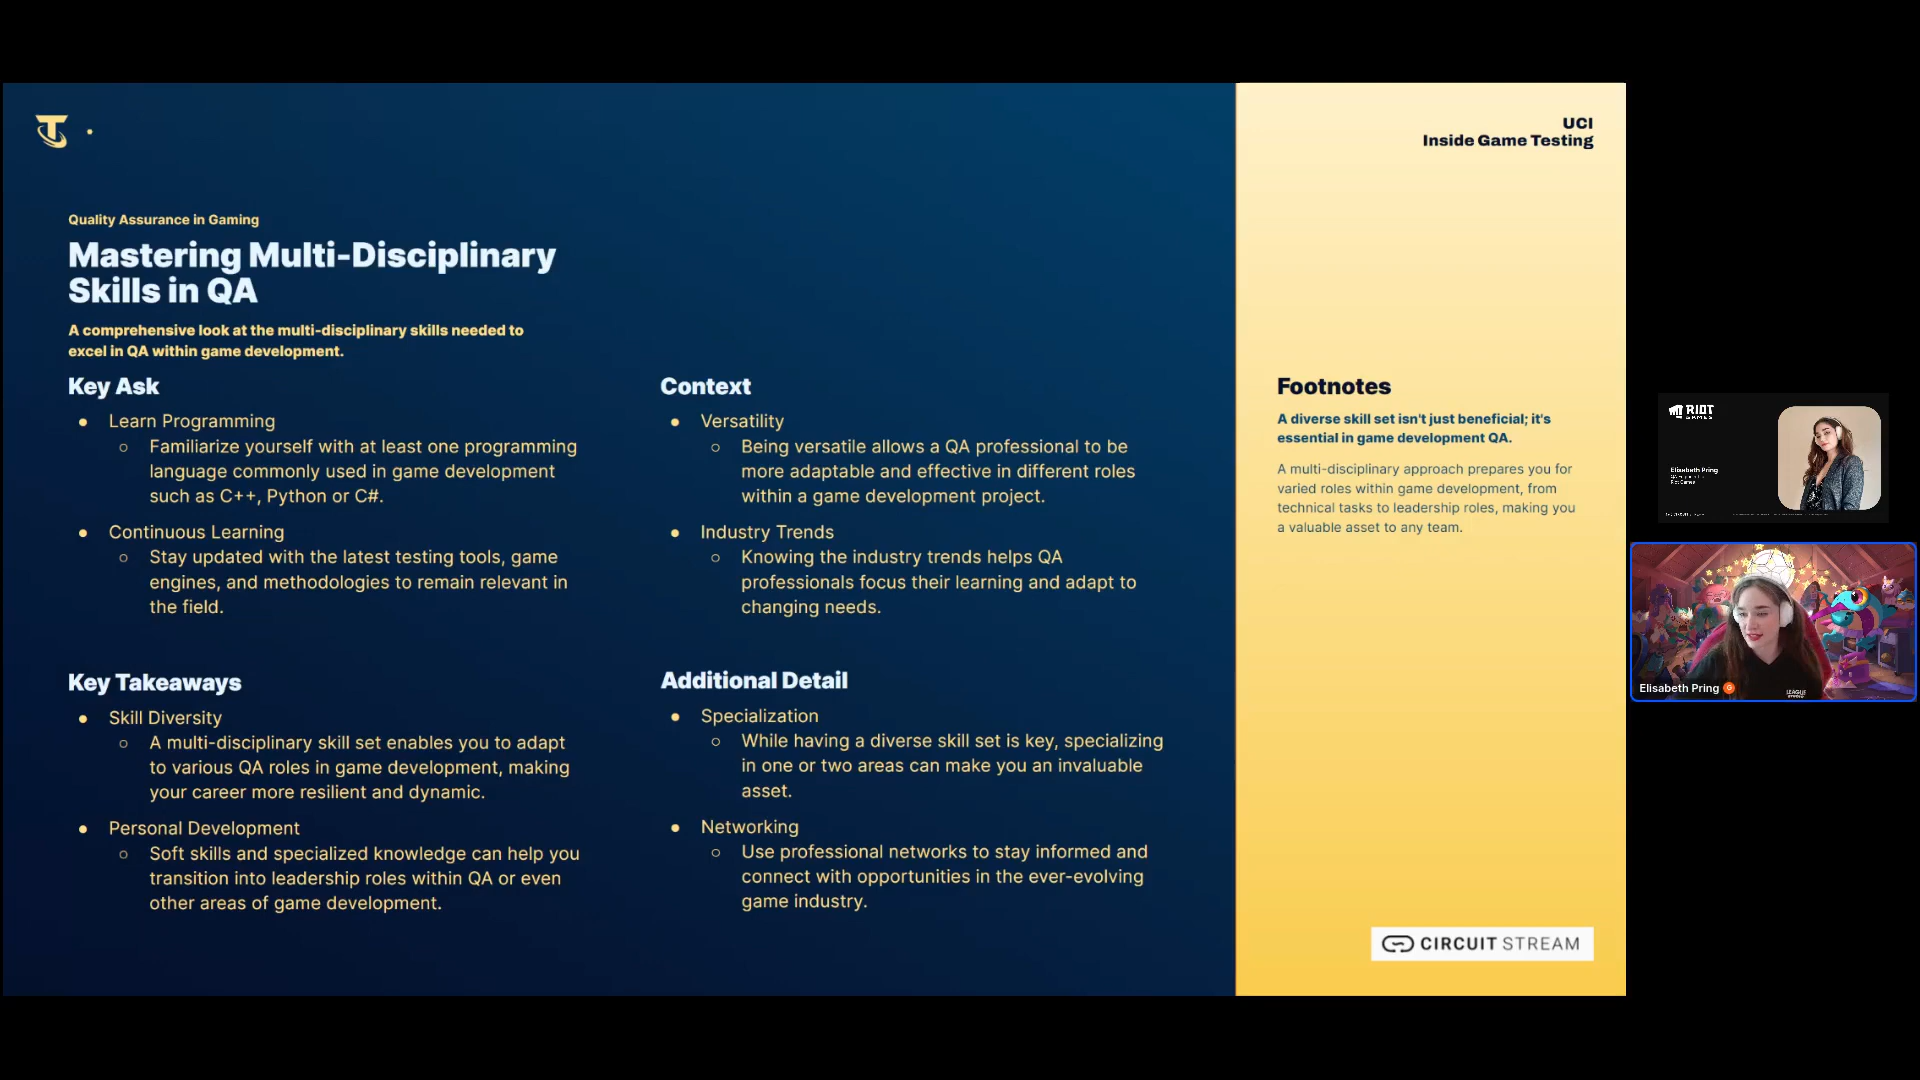 UCI
Inside Game Testing
Quality Assurance in Gaming
Mastering Multi-Disciplinary
Skills in QA
A comprehensive look at the multi-disciplinary skills needed to
excel in QA within game development.
Key Ask
● Learn Programming
○ Familiarize yourself with at least one programming
language commonly used in game development
such as C++, Python or C#.
● Continuous Learning
○ Stay updated with the latest testing tools, game
engines, and methodologies to remain relevant in
the field.
Context
● Versatility
○ Being versatile allows a QA professional to be
more adaptable and effective in different roles
within a game development project.
● Industry Trends
○ Knowing the industry trends helps QA
professionals focus their learning and adapt to
changing needs.
Key Takeaways
● Skill Diversity
○ A multi-disciplinary skill set enables you to adapt
to various QA roles in game development, making
your career more resilient and dynamic.
● Personal Development
○ Soft skills and specialized knowledge can help you
transition into leadership roles within QA or even
other areas of game development.
Additional Detail
● Specialization
○ While having a diverse skill set is key, specializing
in one or two areas can make you an invaluable
asset.
● Networking
○ Use professional networks to stay informed and
connect with opportunities in the ever-evolving
game industry.
Footnotes
A diverse skill set isn't just beneficial; it's
essential in game development QA.
A multi-disciplinary approach prepares you for
varied roles within game development, from
technical tasks to leadership roles, making you
a valuable asset to any team.
CIRCUIT STREAM
RIOT
GAMES
Elisabeth Pring
Riot Games
Elisabeth Pring
LEAGUE